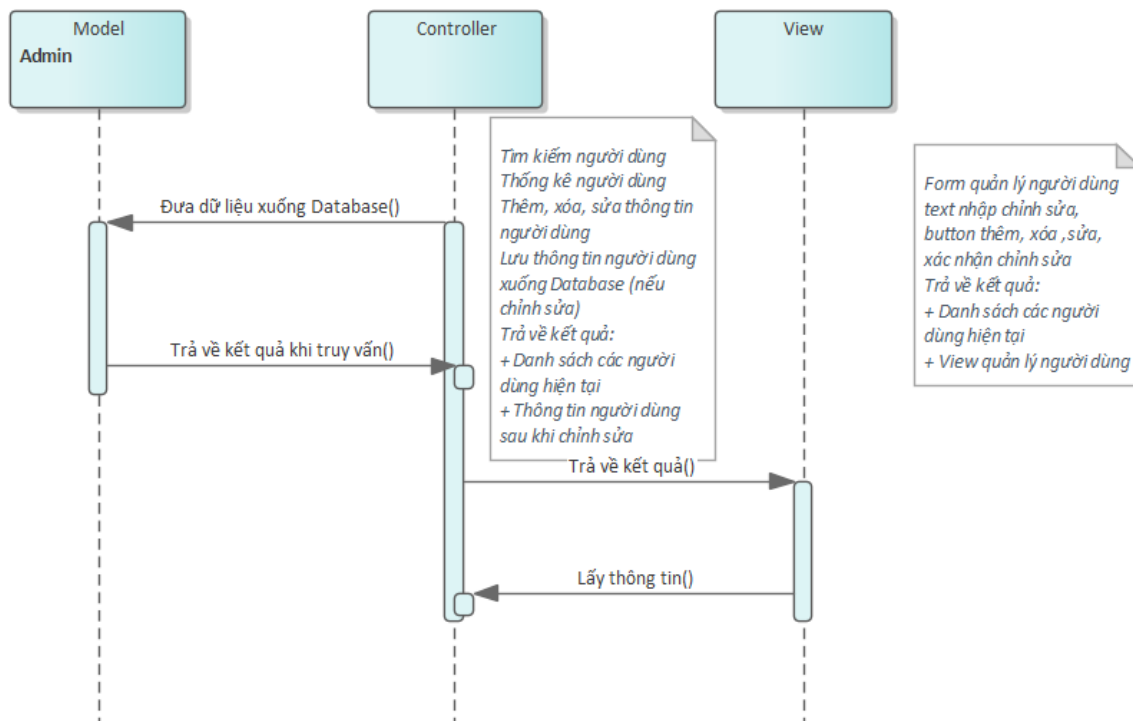 Model
Admin
Controller
View
Tìm kiếm người dùng
Thống kê người dùng
Thêm, xóa, sửa thông tin
người dùng
Lưu thông tin người dùng
xuống Database (nếu
chỉnh sửa)
Trả về kết quả:
+ Danh sách các người
dùng hiện tại
+ Thông tin người dùng
sau khi chỉnh sửa
Form quản lý người dùng
text nhập chỉnh sửa,
button thêm, xóa ,sửa,
xác nhận chỉnh sửa
Trả về kết quả:
+ Danh sách các người
dùng hiện tại
+ View quản lý người dùng
Đưa dữ liệu xuống Database()
Trả về kết quả khi truy vấn()
Trả về kết quả()
Lấy thông tin()